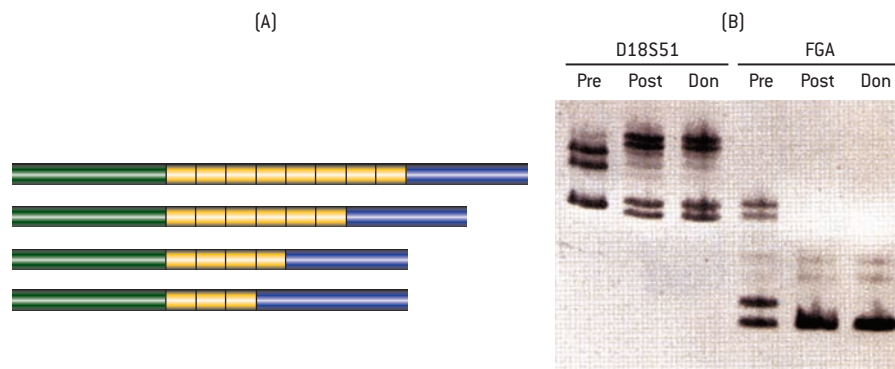 (A)
(B)
D18S51 FGA
Pre Post Don Pre Post Don